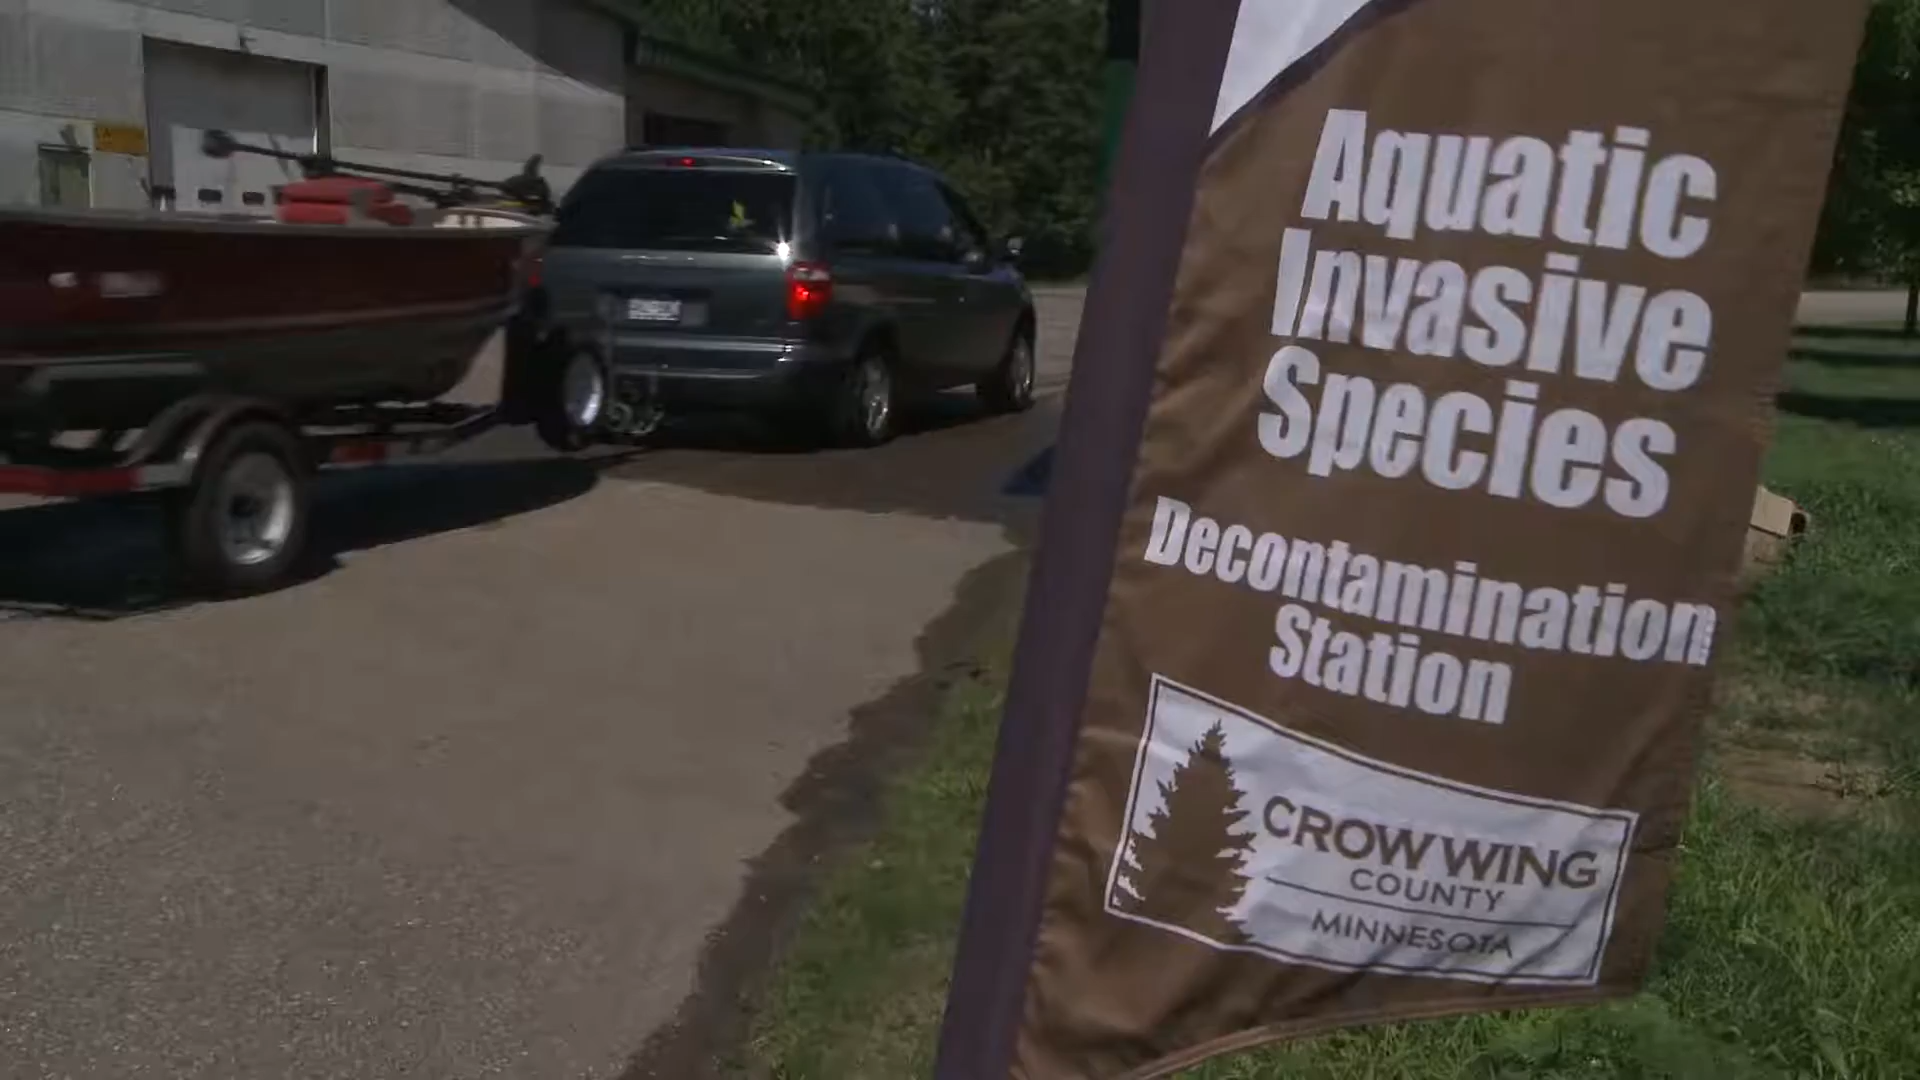 Aquatic
Invasive
Species
Decontamination
Station
CROW WING
COUNTY
MINNESOTA